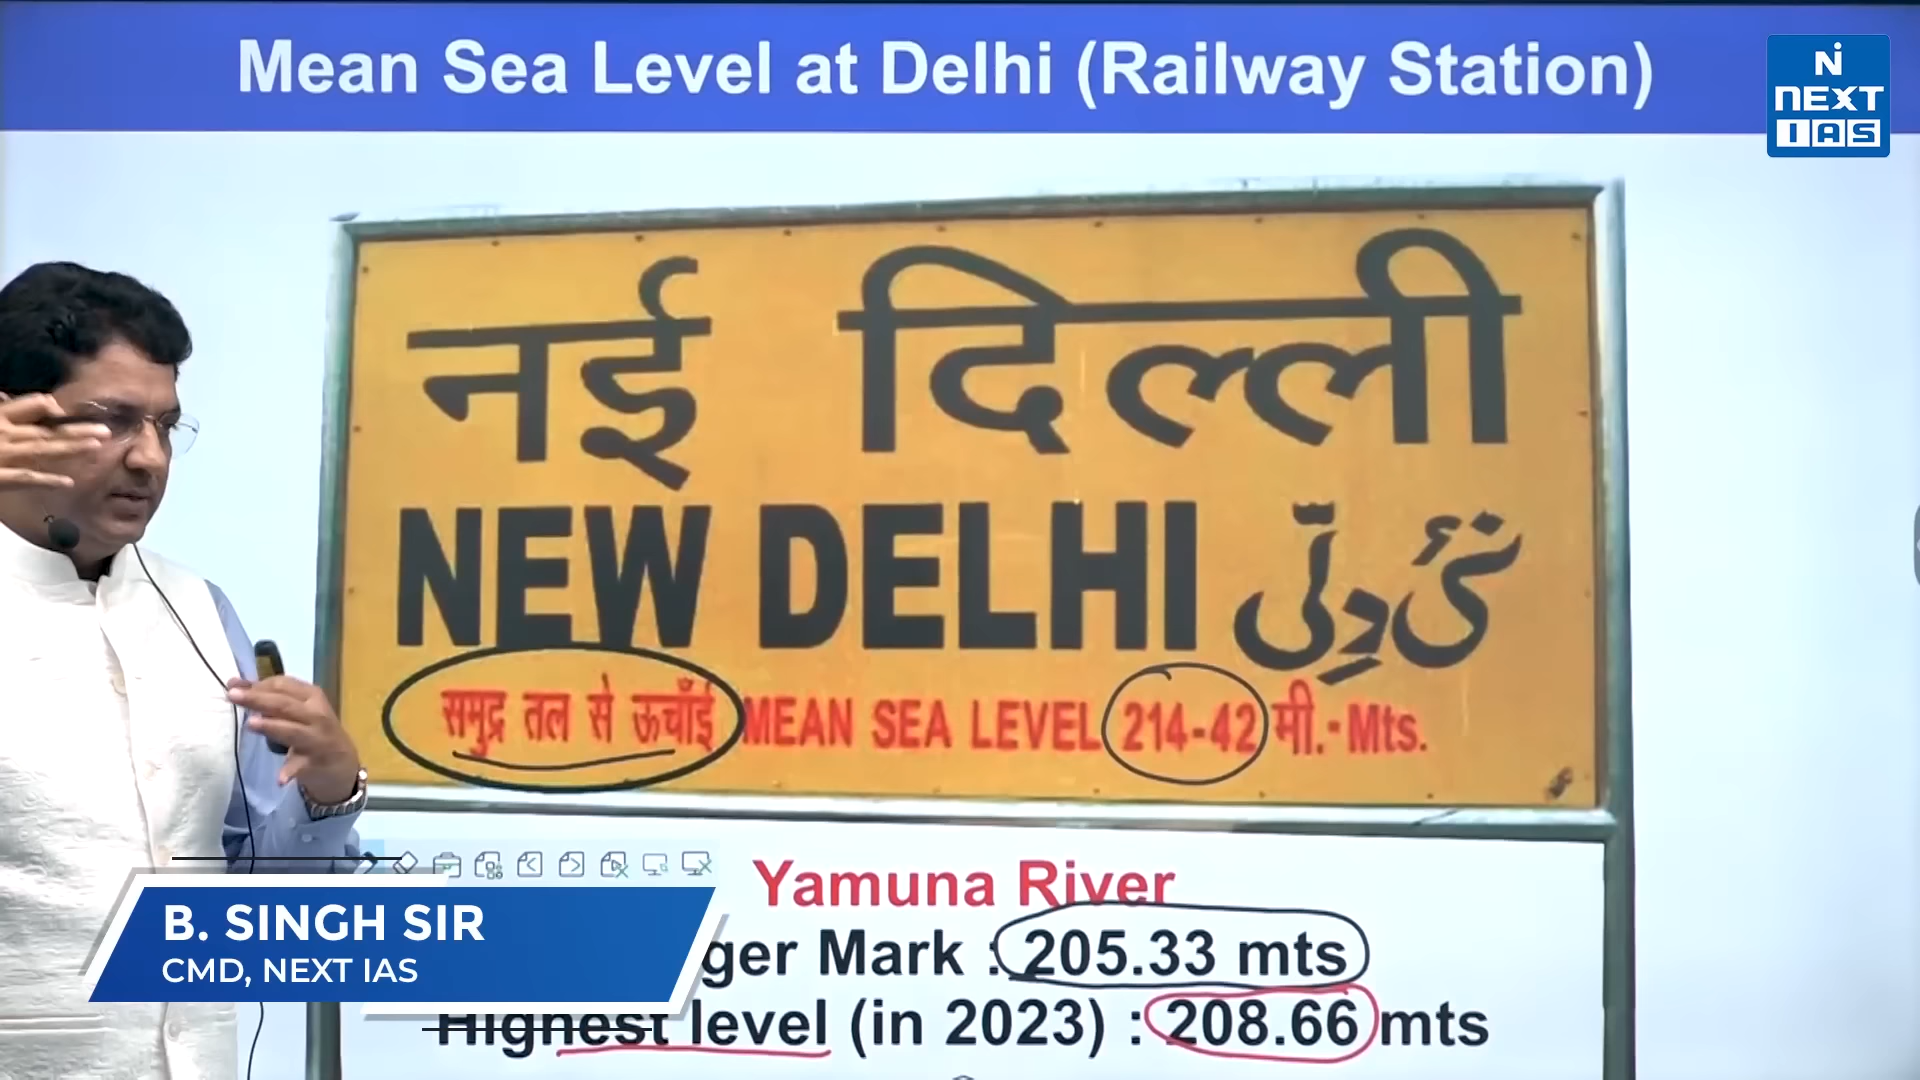 Mean Sea Level at Delhi (Railway Station)
NEXT
IAS
नई दिल्ली
NEW DELHI نئی دہلی
समुद्र तल से ऊचाँई MEAN SEA LEVEL 214-42 मी.-Mts.
Yamuna River
ger Mark : 205.33 mts
Highest level (in 2023) : 208.66 mts
B. SINGH SIR
CMD, NEXT IAS